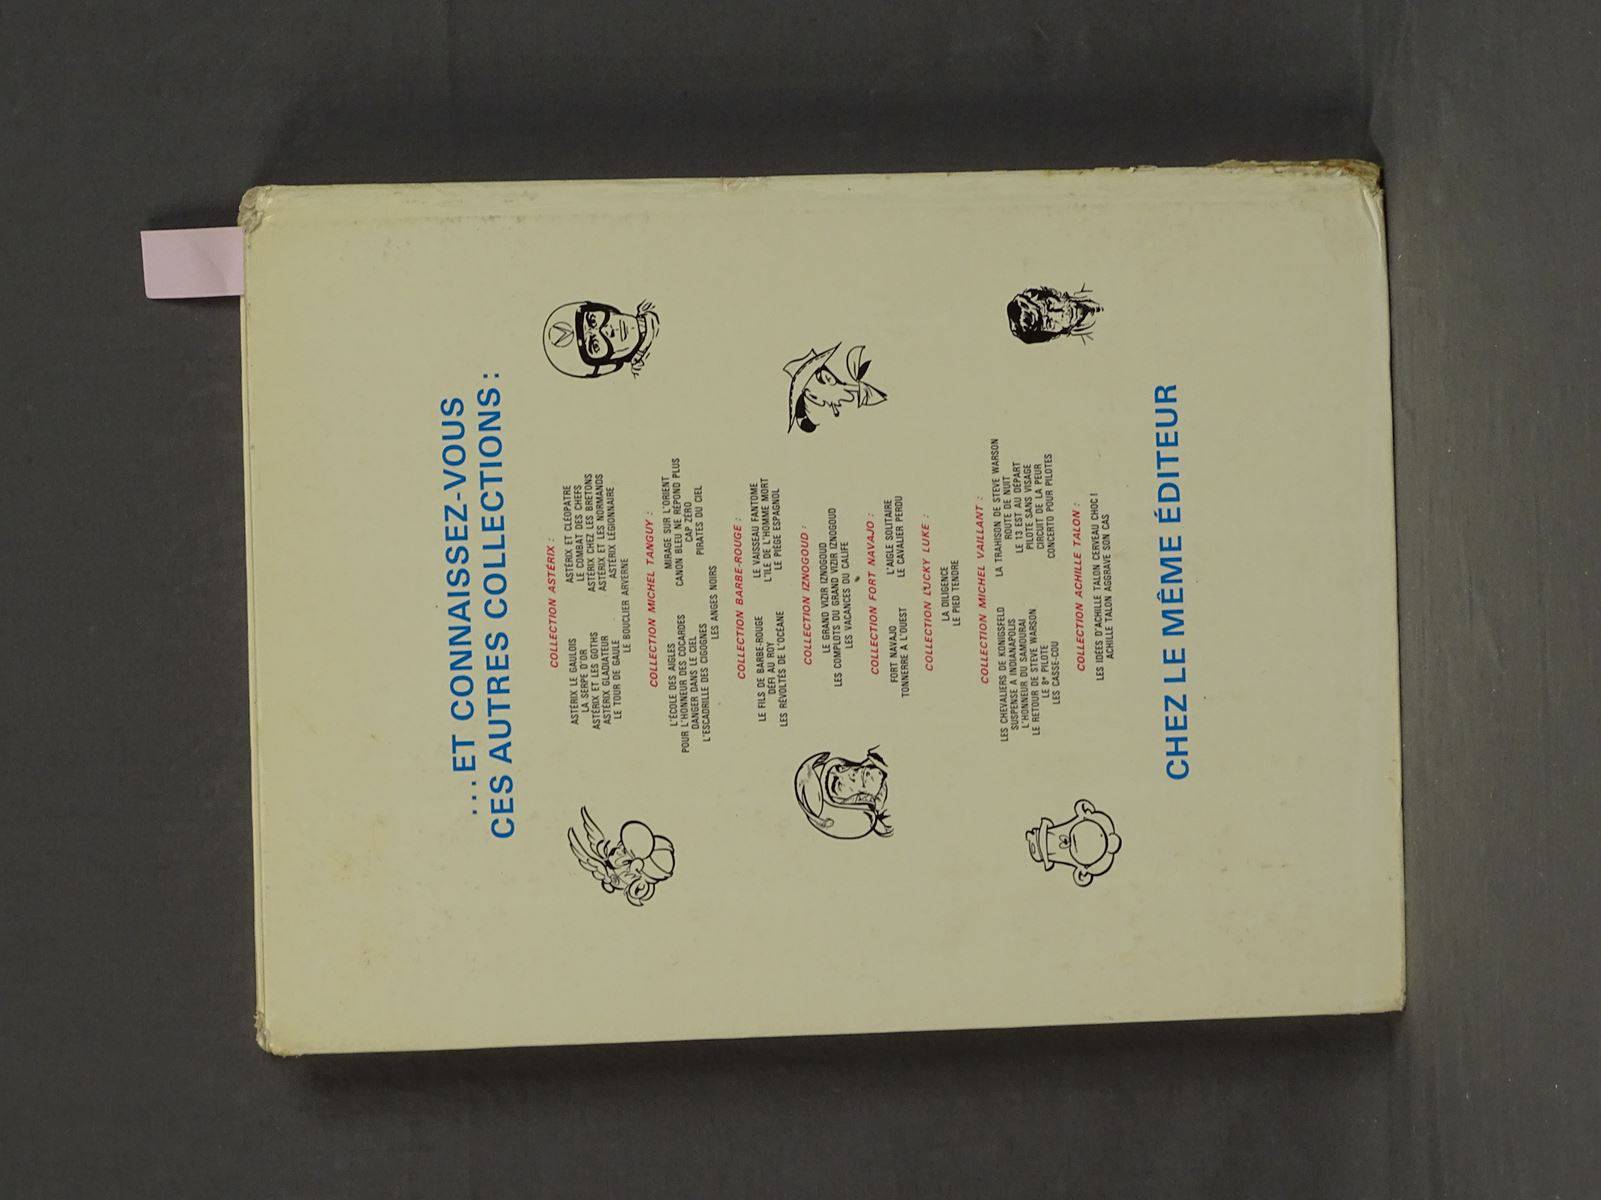 ...ET CONNAISSEZ-VOUS
CES AUTRES COLLECTIONS :
COLLECTION ASTÉRIX :
ASTÉRIX LE GAULOIS
LA SERPE D'OR
ASTÉRIX ET LES GOTHS
ASTÉRIX GLADIATEUR
LE TOUR DE GAULE
ASTÉRIX ET CLÉOPATRE
LE COMBAT DES CHEFS
ASTÉRIX CHEZ LES BRETONS
ASTÉRIX ET LES NORMANDS
ASTÉRIX LÉGIONNAIRE
LE BOUCLIER ARVERNE
COLLECTION MICHEL TANGUY :
L'ÉCOLE DES AIGLES
POUR L'HONNEUR DES COCARDES
DANGER DANS LE CIEL
L'ESCADRILLE DES CIGOGNES
MIRAGE SUR L'ORIENT
CANON BLEU NE RÉPOND PLUS
CAP ZÉRO
PIRATES DU CIEL
LES ANGES NOIRS
COLLECTION BARBE-ROUGE :
LE FILS DE BARBE-ROUGE
DÉFI AU ROY
LES RÉVOLTÉS DE L'OCÉANE
LE VAISSEAU FANTOME
L'ILE DE L'HOMME MORT
LE PIÈGE ESPAGNOL
COLLECTION IZNOGOUD :
LE GRAND VIZIR IZNOGOUD
LES COMPLOTS DU GRAND VIZIR IZNOGOUD
LES VACANCES DU CALIFE
COLLECTION FORT NAVAJO :
FORT NAVAJO
TONNERRE A L'OUEST
L'AIGLE SOLITAIRE
LE CAVALIER PERDU
COLLECTION LUCKY LUKE :
LA DILIGENCE
LE PIED TENDRE
COLLECTION MICHEL VAILLANT :
LES CHEVALIERS DE KONIGSFELD
SUSPENSE A INDIANAPOLIS
L'HONNEUR DU SAMOURAI
LE RETOUR DE STEVE WARSON
LE 8e PILOTE
LES CASSE-COU
LA TRAHISON DE STEVE WARSON
ROUTE DE NUIT
LE 13 EST AU DÉPART
PILOTE SANS VISAGE
CIRCUIT DE LA PEUR
CONCERTO POUR PILOTES
COLLECTION ACHILLE TALON :
LES IDÉES D'ACHILLE TALON CERVEAU CHOC !
ACHILLE TALON AGGRAVE SON CAS
CHEZ LE MÊME ÉDITEUR